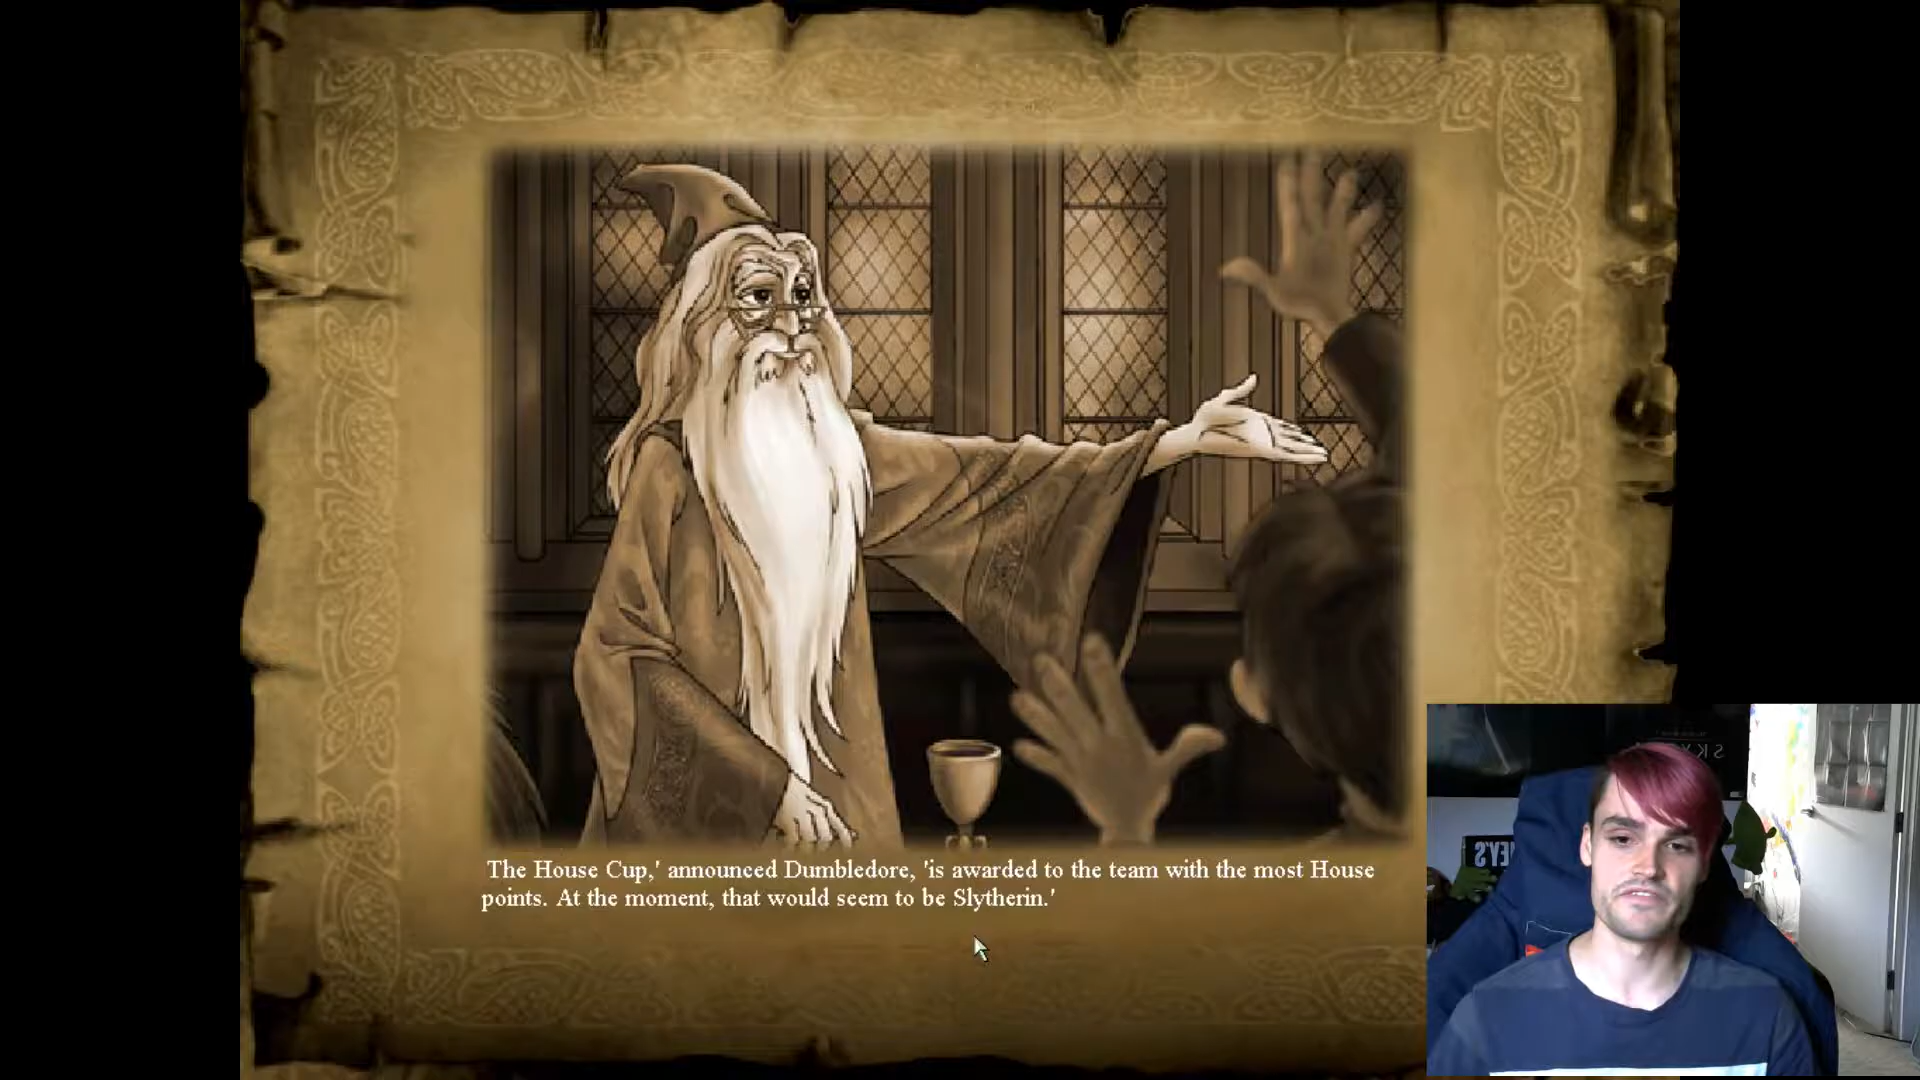 The House Cup,' announced Dumbledore, 'is awarded to the team with the most House
points. At the moment, that would seem to be Slytherin.'